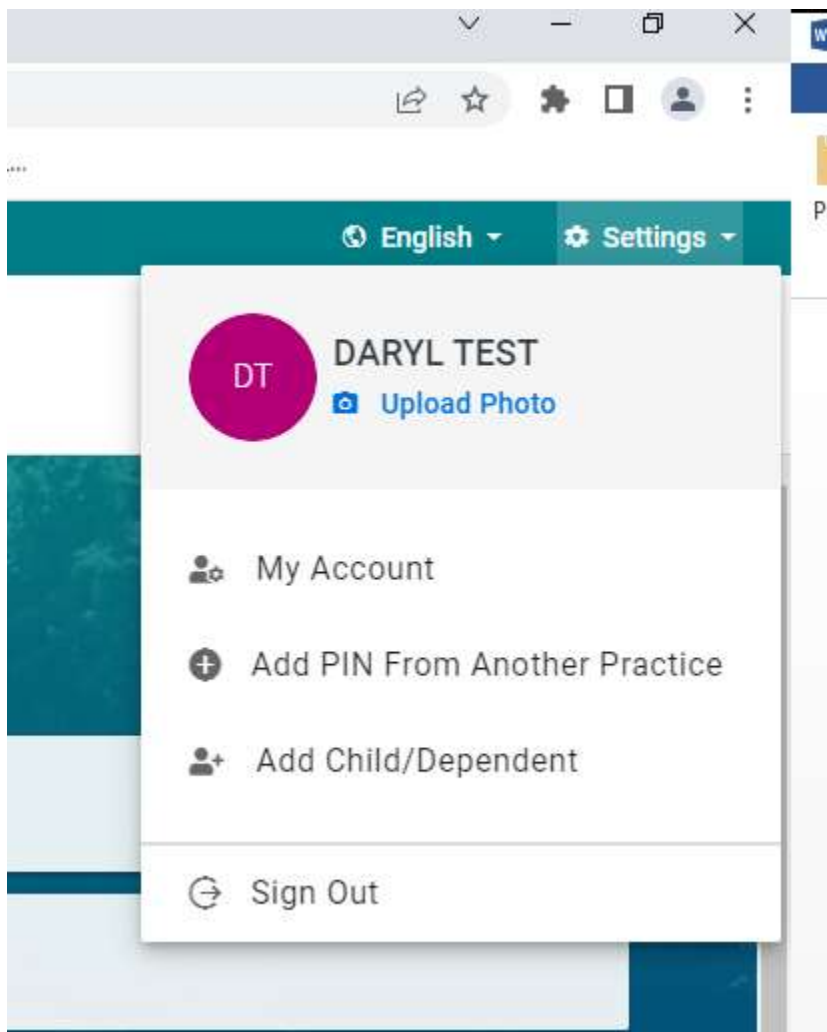 W
...
P
English
Settings
DT
DARYL TEST
Upload Photo
My Account
Add PIN From Another Practice
Add Child/Dependent
Sign Out